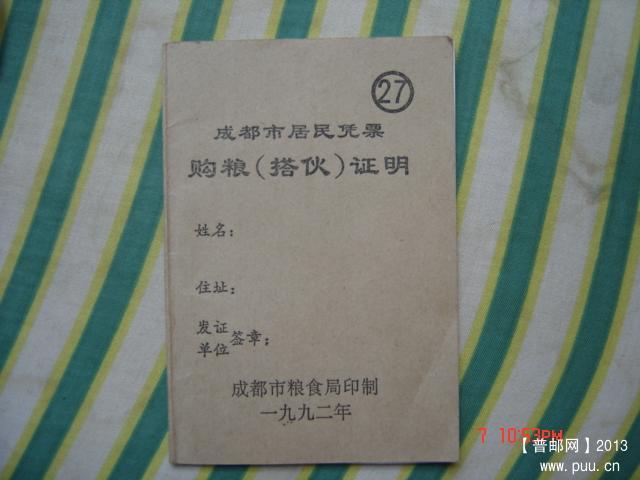 27
成都市居民凭票
购粮（搭伙）证明
姓名：
住址：
发证
单位签章：
成都市粮食局印制
一九九二年
7 10:53PM
【普邮网】2013
www.puu.cn